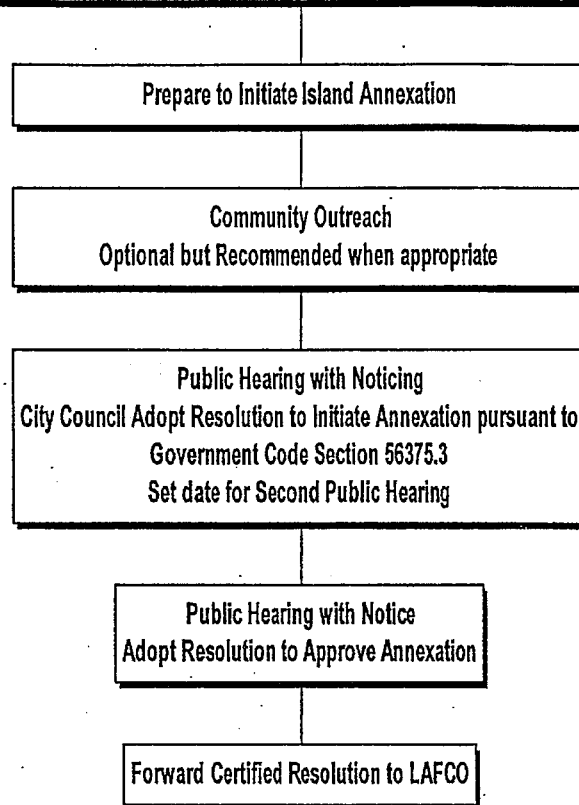 Prepare to Initiate Island Annexation
Community Outreach
Optional but Recommended when appropriate
Public Hearing with Noticing
City Council Adopt Resolution to Initiate Annexation pursuant to
Government Code Section 56375.3
Set date for Second Public Hearing
Public Hearing with Notice
Adopt Resolution to Approve Annexation
Forward Certified Resolution to LAFCO